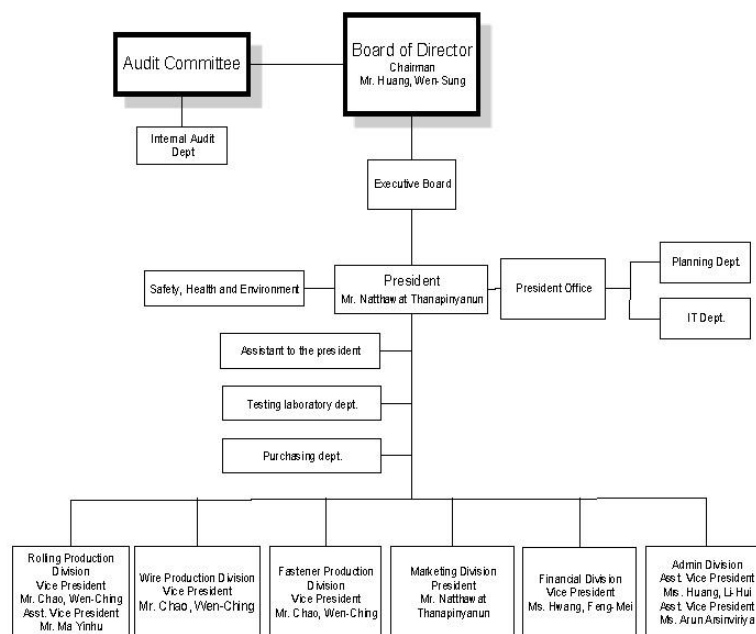 Audit Committee
Board of Director
Chairman
Mr. Huang, Wen-Sung
Internal Audit
Dept
Executive Board
Safety, Health and Environment
President
Mr. Natthawat Thanapinyanun
President Office
Planning Dept.
IT Dept.
Assistant to the president
Testing laboratory dept.
Purchasing dept.
Rolling Production
Division
Vice President
Mr. Chao, Wen-Ching
Asst. Vice President
Mr. Ma Yinhu
Wire Production Division
Vice President
Mr. Chao, Wen-Ching
Fastener Production
Division
Vice President
Mr. Chao, Wen-Ching
Marketing Division
President
Mr. Natthawat
Thanapinyanun
Financial Division
Vice President
Ms. Hwang, Feng-Mei
Admin Division
Asst. Vice President
Mrs. Huang, Li-Hui
Asst. Vice President
Ms. Arun Arsirvinya